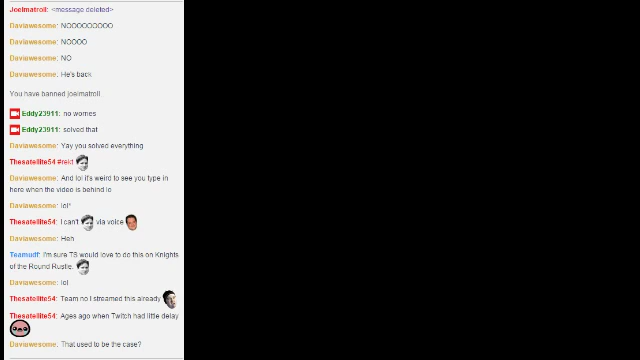 Joelmatroll: <message deleted>
Daviawesome: NOOOOOOOOO
Daviawesome: NOOOO
Daviawesome: NO
Daviawesome: He's back
You have banned joelmatroll.
Eddy23911: no worries
Eddy23911: solved that
Daviawesome: Yay you solved everything
Thesatellite54 #rekt
Daviawesome: And lol it's weird to see you type in
here when the video is behind lo
Daviawesome: lol*
Thesatellite54: I can't via voice
Daviawesome: Heh
Teamudf: I'm sure TS would love to do this on Knights
of the Round Rustle.
Daviawesome: lol
Thesatellite54: Team no I streamed this already
Thesatellite54: Ages ago when Twitch had little delay
Daviawesome: That used to be the case?